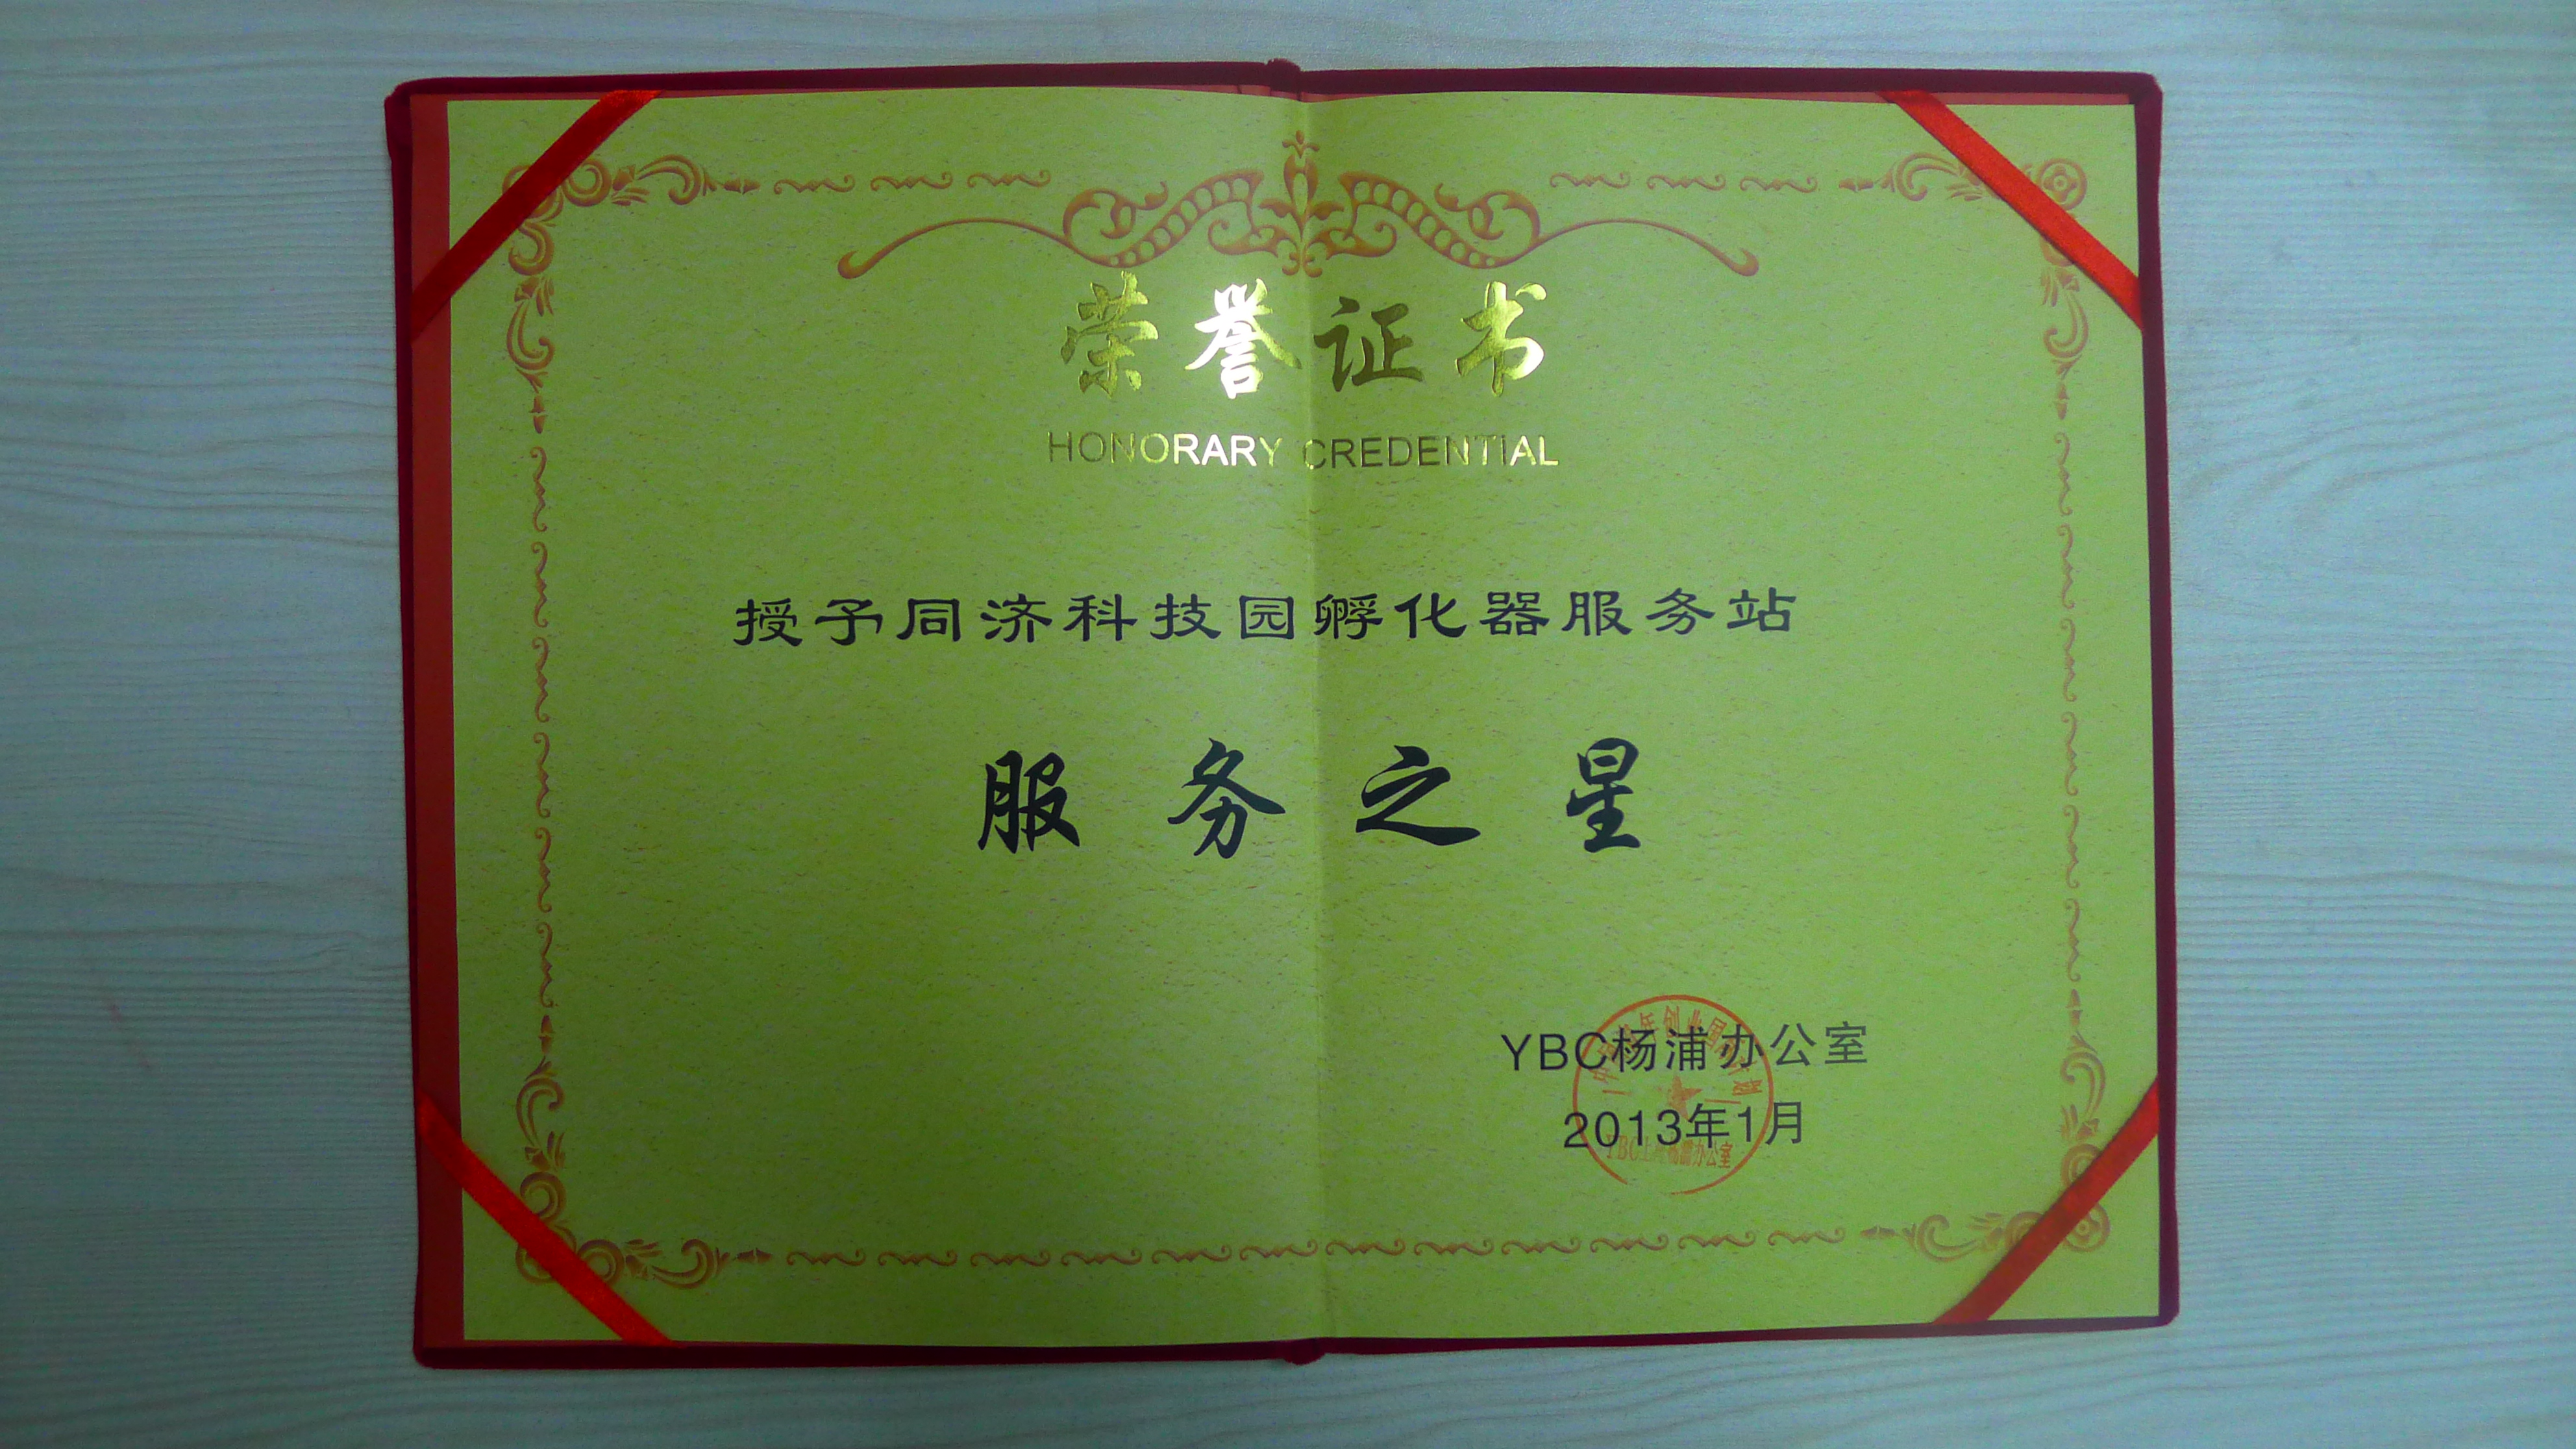 荣誉证书
HONORARY CREDENTIAL
授予同济科技园孵化器服务站
服务之星
YBC杨浦办公室
2013年1月